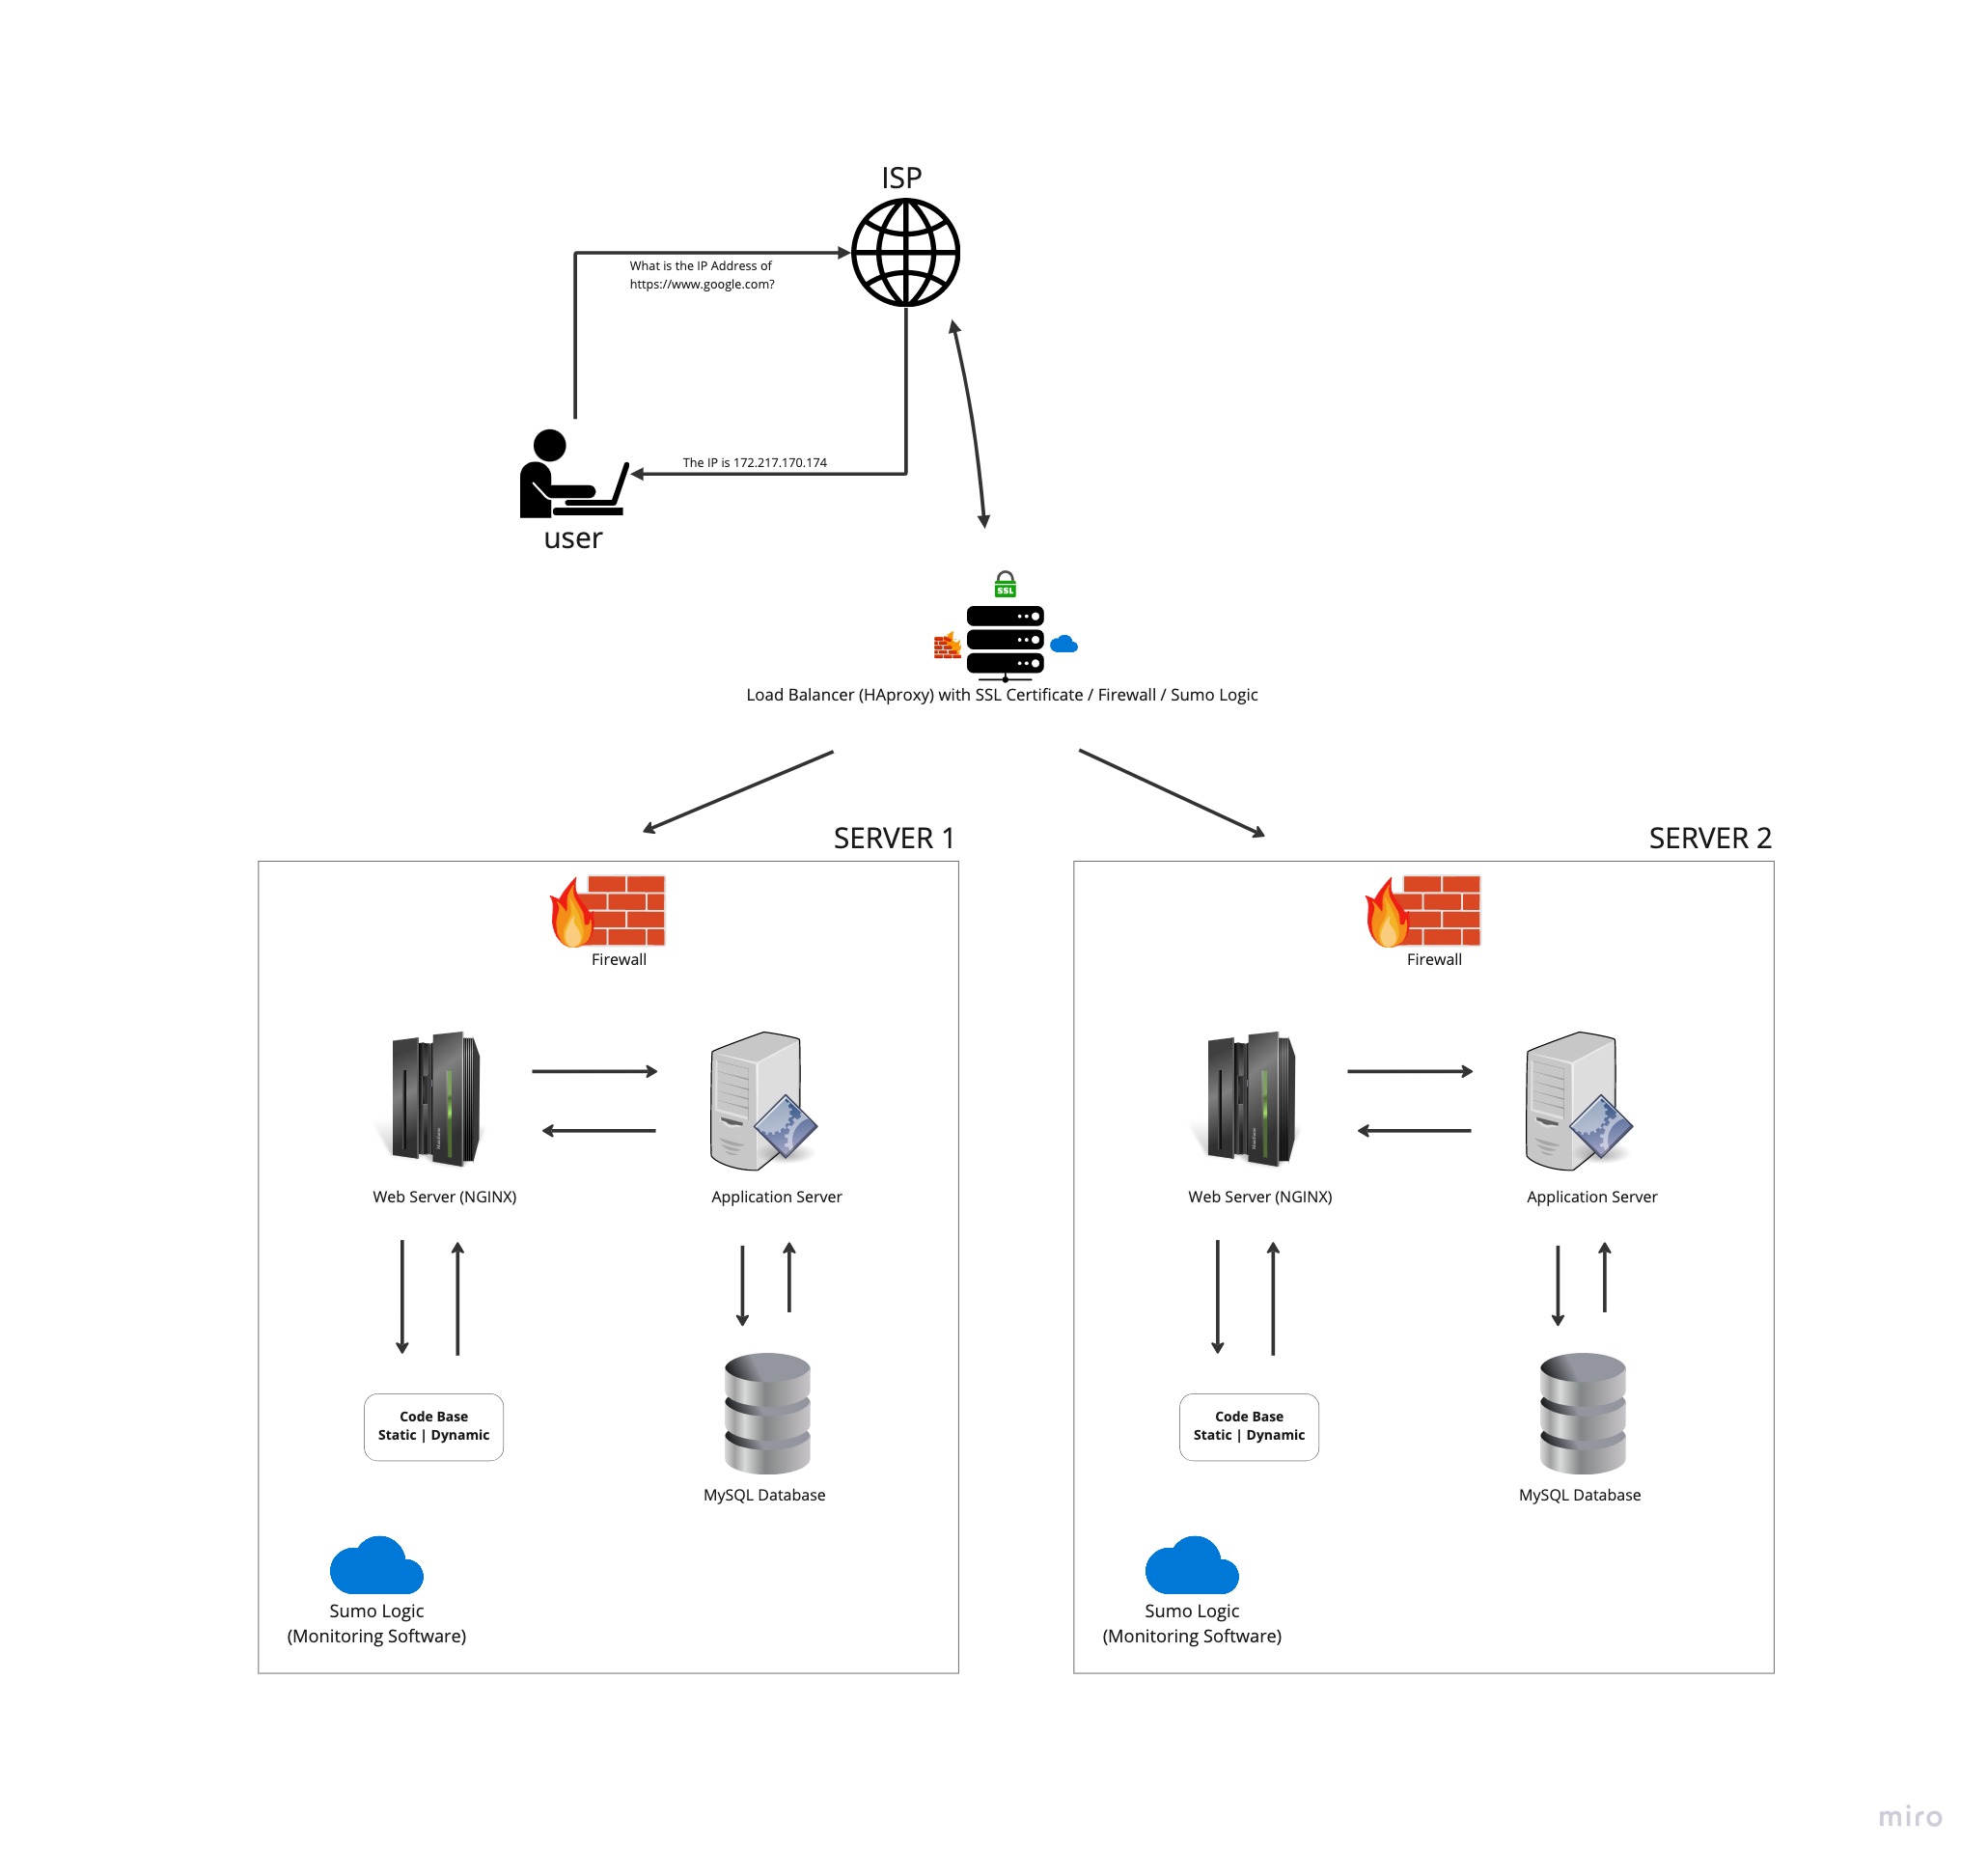 ISP
What is the IP Address of
https://www.google.com?
The IP is 172.217.170.174
user
SSL
Load Balancer (HAproxy) with SSL Certificate / Firewall / Sumo Logic
SERVER 1
Firewall
Web Server (NGINX)
Application Server
Code Base
Static | Dynamic
MySQL Database
Sumo Logic
(Monitoring Software)
SERVER 2
Firewall
Web Server (NGINX)
Application Server
Code Base
Static | Dynamic
MySQL Database
Sumo Logic
(Monitoring Software)
miro